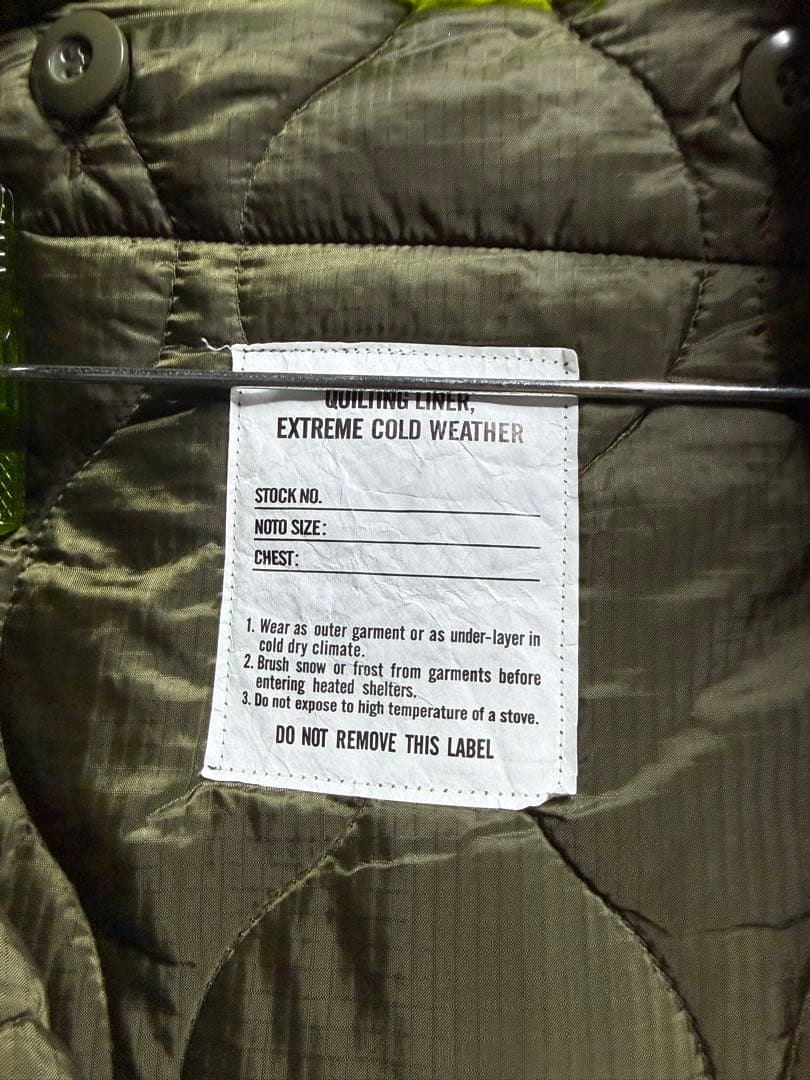 QUILTING LINER,
EXTREME COLD WEATHER
STOCK NO.
NOTO SIZE:
CHEST:
1. Wear as outer garment or as under-layer in
cold dry climate.
2. Brush snow or frost from garments before
entering heated shelters.
3. Do not expose to high temperature of a stove.
DO NOT REMOVE THIS LABEL